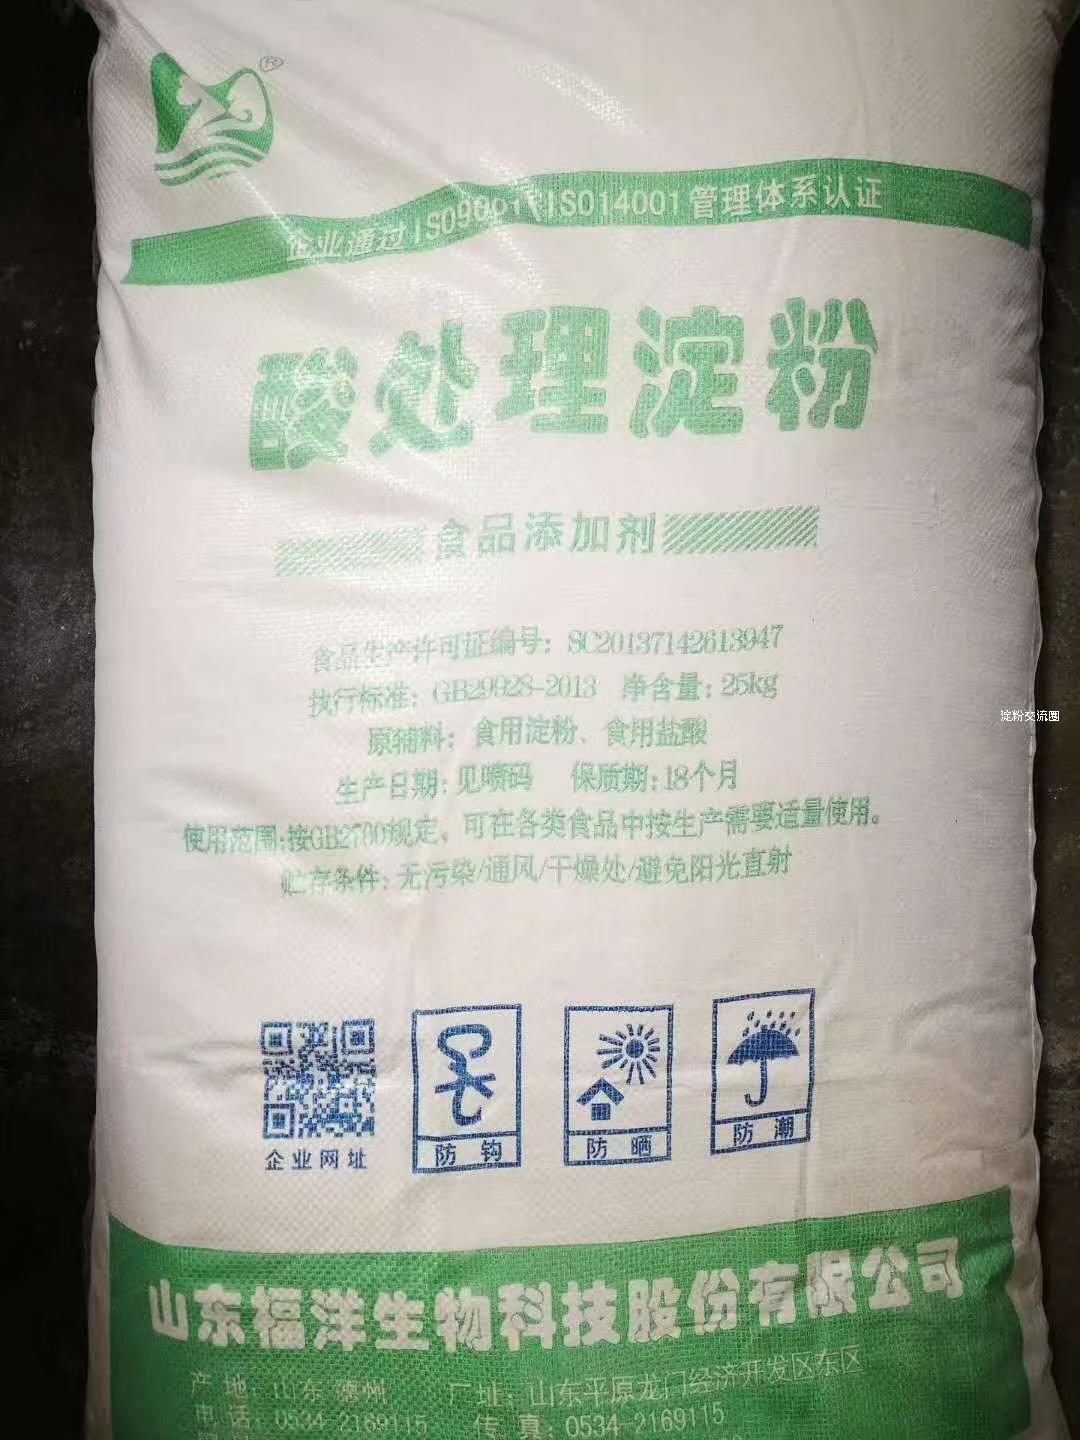 ®
企业通过ISO9001/ISO14001管理体系认证
酸处理淀粉
食品添加剂
食品生产许可证编号：SC20137142613947
执行标准：GB29928-2013 净含量：25kg
原辅料：食用淀粉、食用盐酸
生产日期：见喷码 保质期：18个月
使用范围：按GB2760规定，可在各类食品中按生产需要适量使用。
贮存条件：无污染/通风/干燥处/避免阳光直射
淀粉交流圈
企业网址
防钩
防晒
防潮
山东福洋生物科技股份有限公司
产地：山东 德州 厂址：山东平原龙门经济开发区东区
电话：0534-2169115 传真：0534-2169115